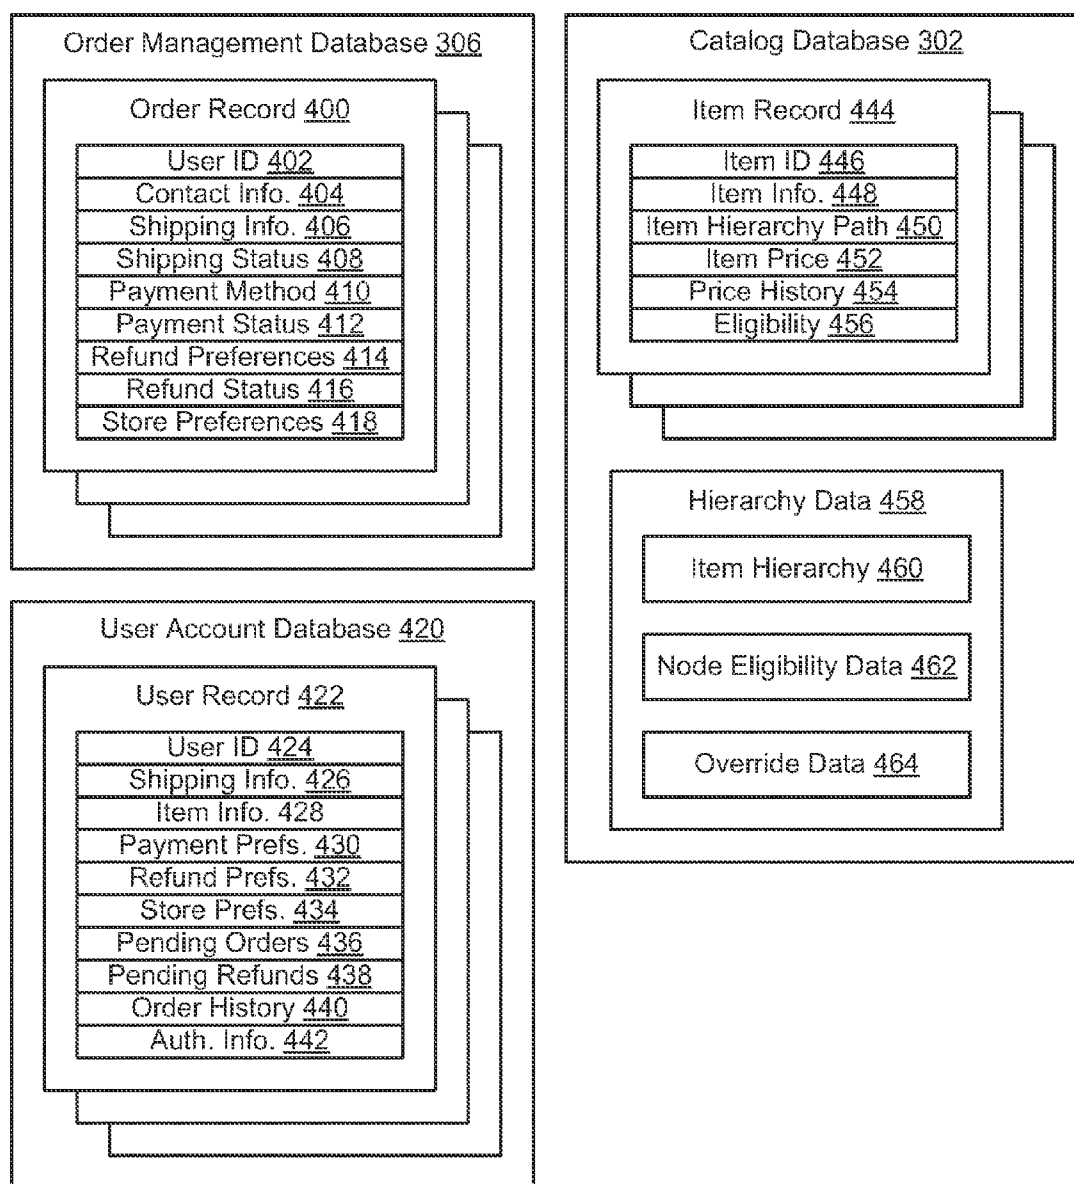 Order Management Database 306
Order Record 400
User ID 402
Contact Info. 404
Shipping Info. 406
Shipping Status 408
Payment Method 410
Payment Status 412
Refund Preferences 414
Refund Status 416
Store Preferences 418
User Account Database 420
User Record 422
User ID 424
Shipping Info. 426
Item Info. 428
Payment Prefs. 430
Refund Prefs. 432
Store Prefs. 434
Pending Orders 436
Pending Refunds 438
Order History 440
Auth. Info. 442
Catalog Database 302
Item Record 444
Item ID 446
Item Info. 448
Item Hierarchy Path 450
Item Price 452
Price History 454
Eligibility 456
Hierarchy Data 458
Item Hierarchy 460
Node Eligibility Data 462
Override Data 464